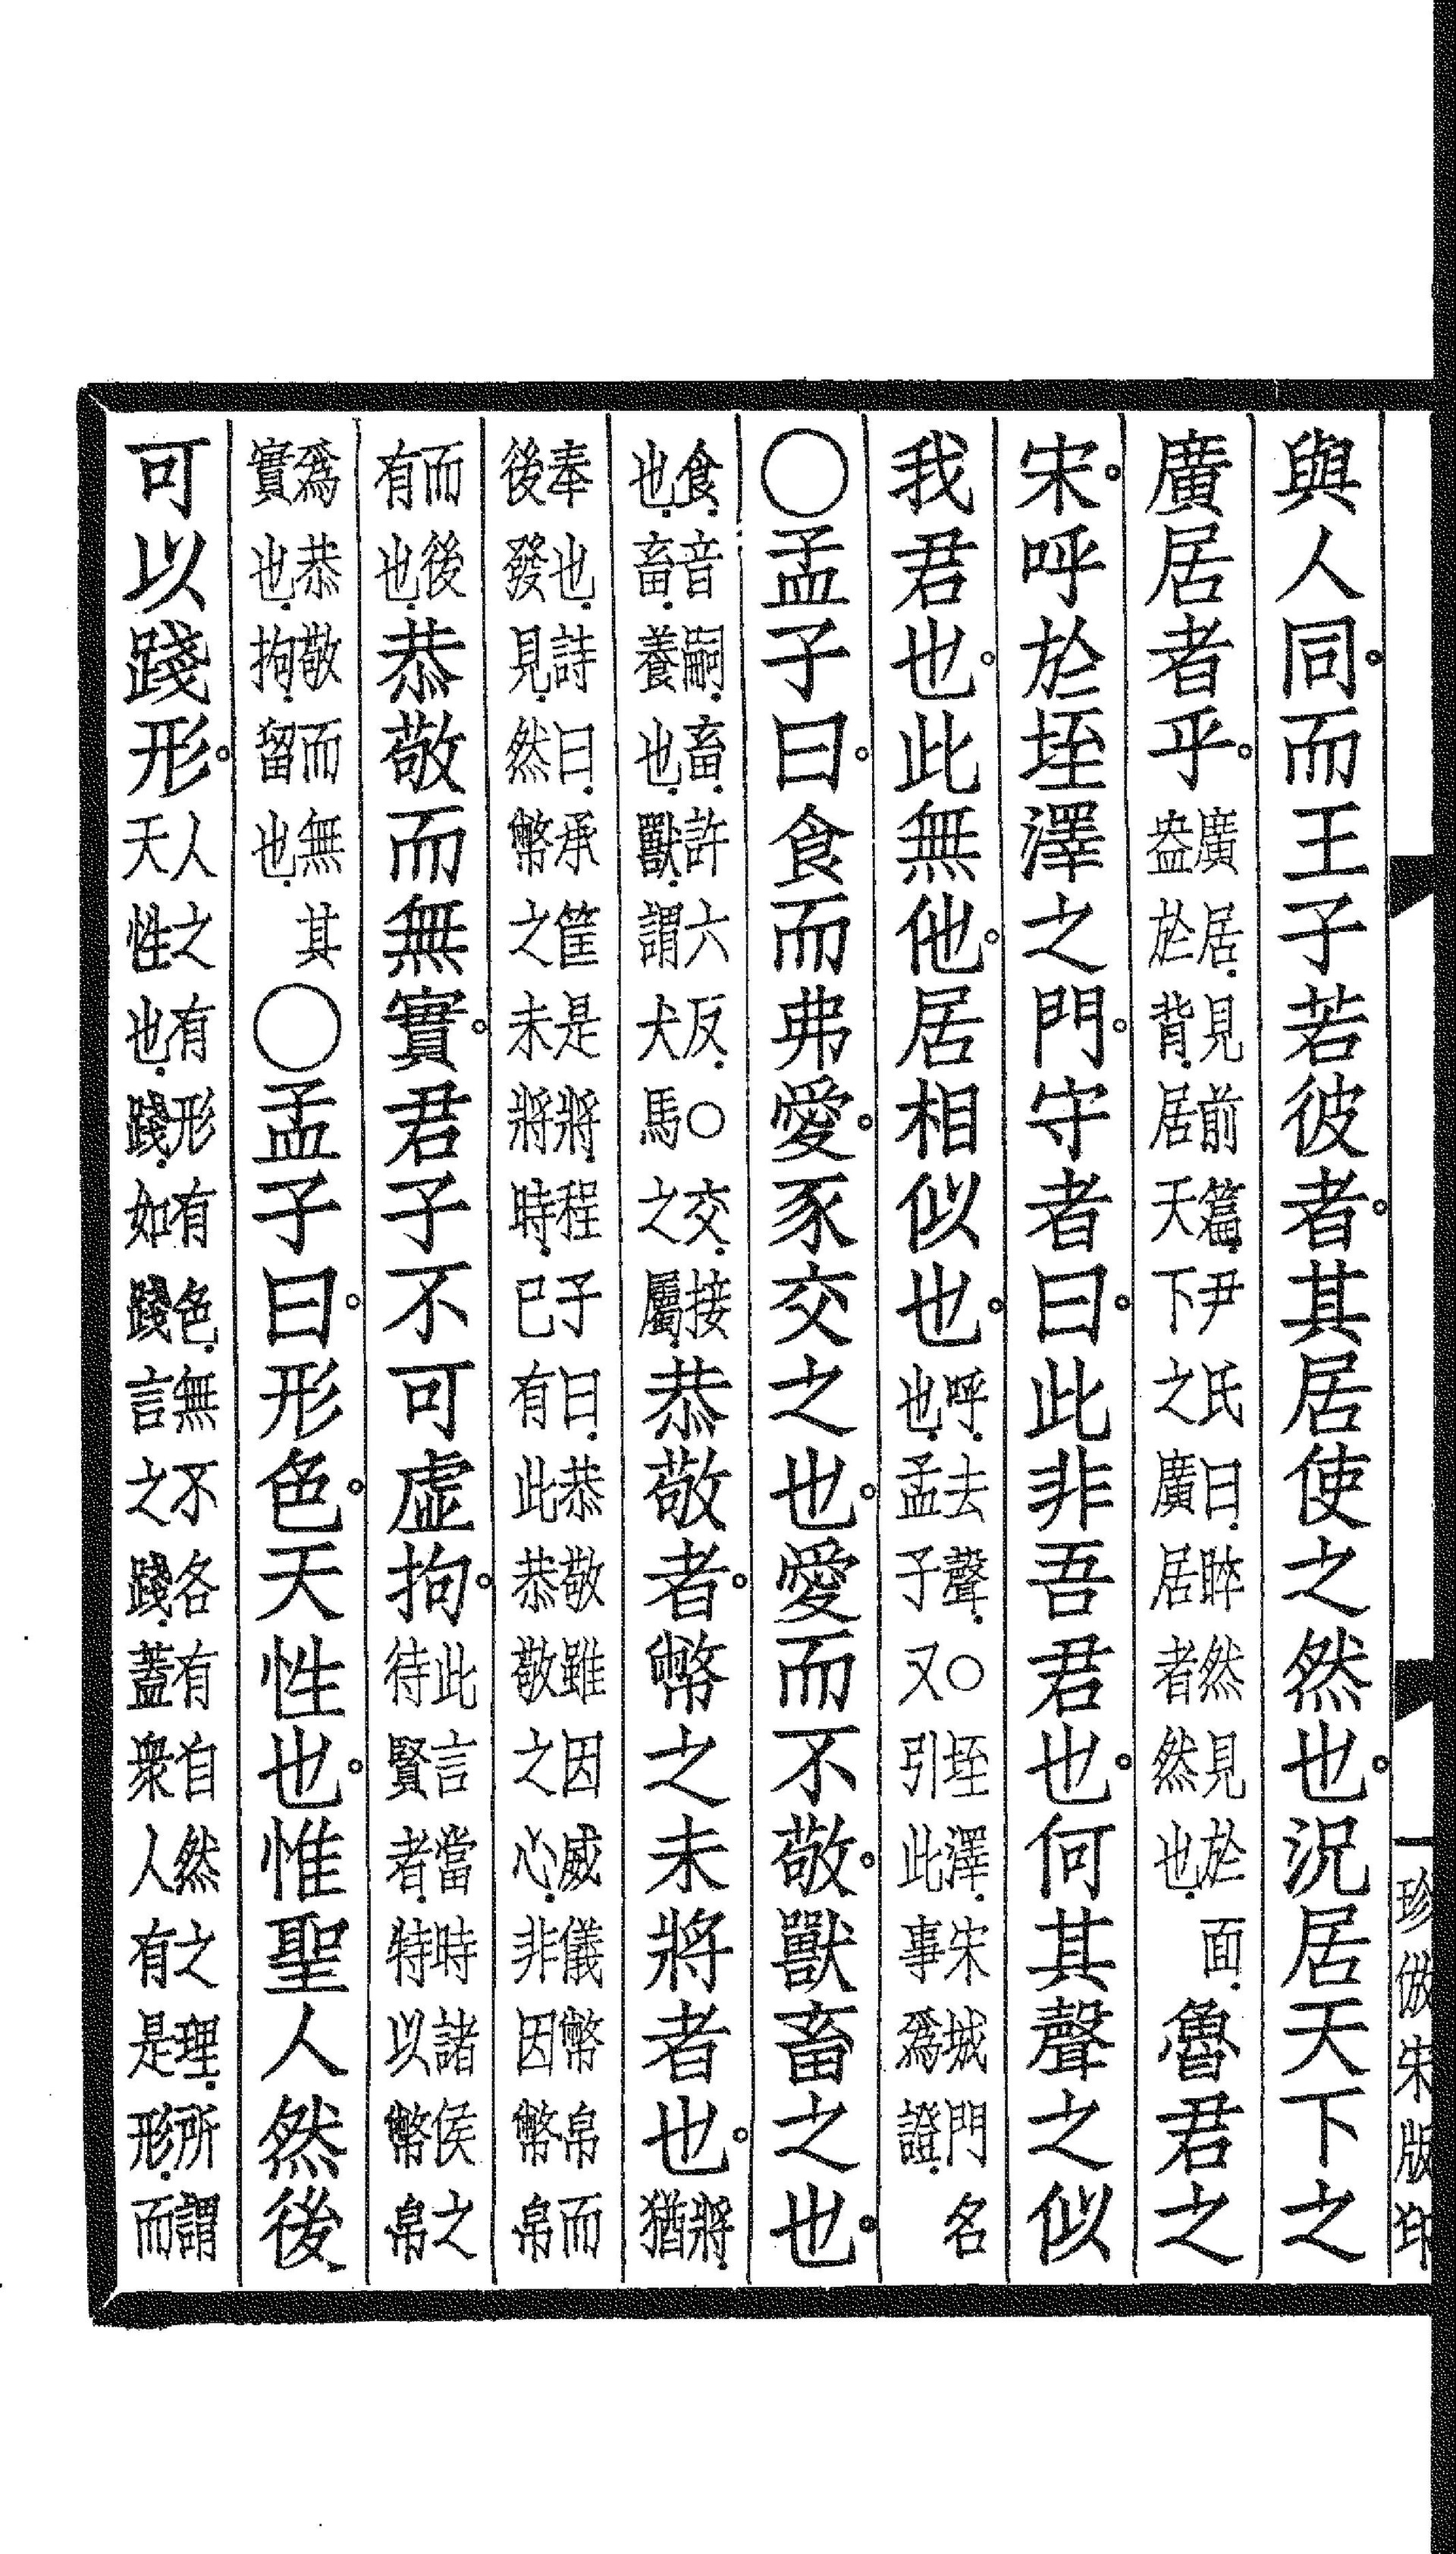 珍倣宋版印
與人同。而王子若彼者。其居使之然也。況居天下之
廣居者乎。廣居.見前篇.尹氏曰.睟然見於面.盎於背.居天下之廣居者然也.魯君之
宋。呼於垤澤之門。守者曰。此非吾君也。何其聲之似
我君也。此無他。居相似也。呼.去聲.○垤澤.宋城門名也.孟子又引此事爲證.
○孟子曰。食而弗愛。豕交之也。愛而不敬。獸畜之也。
食.音嗣.畜.許六反.○交.接也.畜.養也.獸.謂犬馬之屬.恭敬者。幣之未將者也。將.猶
奉也.詩曰.承筐是將.程子曰.恭敬雖因威儀幣帛而後發見.然幣之未將時.已有此恭敬之心.非因幣帛
而後有也.恭敬而無實。君子不可虛拘。此言當時諸侯之待賢者.特以幣帛
爲恭敬而無其實也.拘.留也.○孟子曰。形色。天性也。惟聖人然後.
可以踐形。人之有形有色.無不各有自然之理.所謂天性也.踐.如踐言之踐.蓋衆人有是形.而